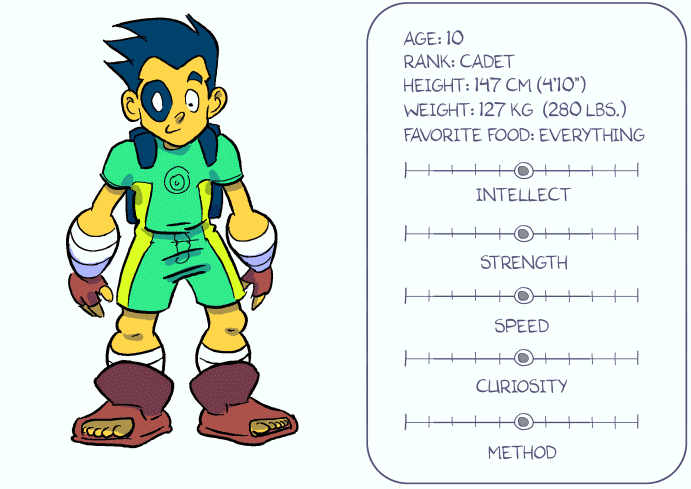 AGE: 10
RANK: CADET
HEIGHT: 147 CM (4'10")
WEIGHT: 127 KG (280 LBS.)
FAVORITE FOOD: EVERYTHING
INTELLECT
STRENGTH
SPEED
CURIOSITY
METHOD